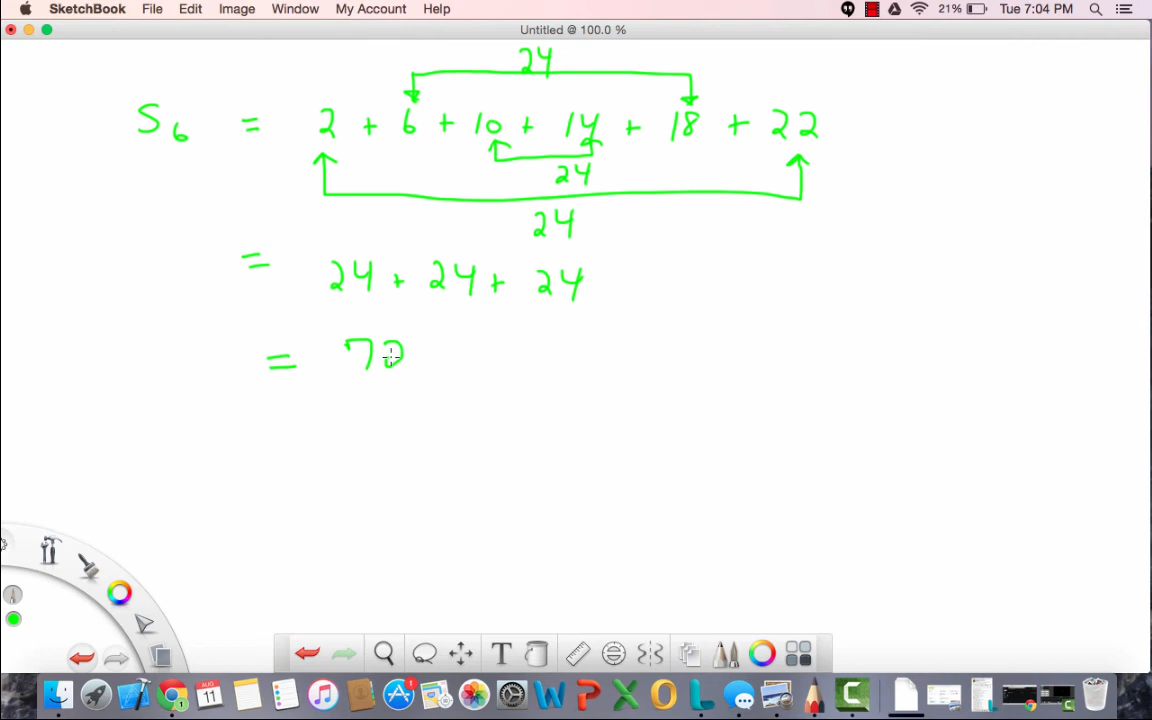 SketchBook File Edit Image Window My Account Help 21% Tue 7:04 PM
Untitled @ 100.0 %
24
S6 = 2 + 6 + 10 + 14 + 18 + 22
24
24
= 24 + 24 + 24
= 72